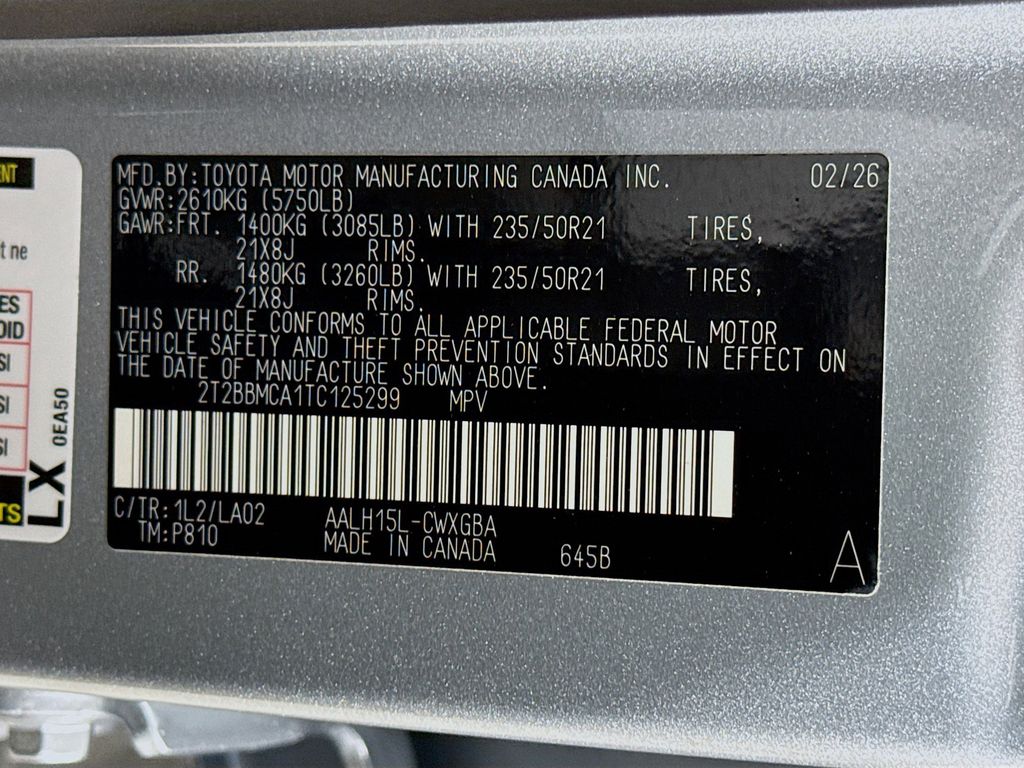 MFD.BY:TOYOTA MOTOR MANUFACTURING CANADA INC. 02/26
GVWR:2610KG (5750LB)
GAWR:FRT. 1400KG (3085LB) WITH 235/50R21 TIRES,
21X8J RIMS.
RR. 1480KG (3260LB) WITH 235/50R21 TIRES,
21X8J RIMS.
THIS VEHICLE CONFORMS TO ALL APPLICABLE FEDERAL MOTOR
VEHICLE SAFETY AND THEFT PREVENTION STANDARDS IN EFFECT ON
THE DATE OF MANUFACTURE SHOWN ABOVE.
2T2BBMCA1TC125299 MPV
C/TR:1L2/LA02 AALH15L-CWXGBA
TM:P810 MADE IN CANADA 645B
A
LX 0EA50